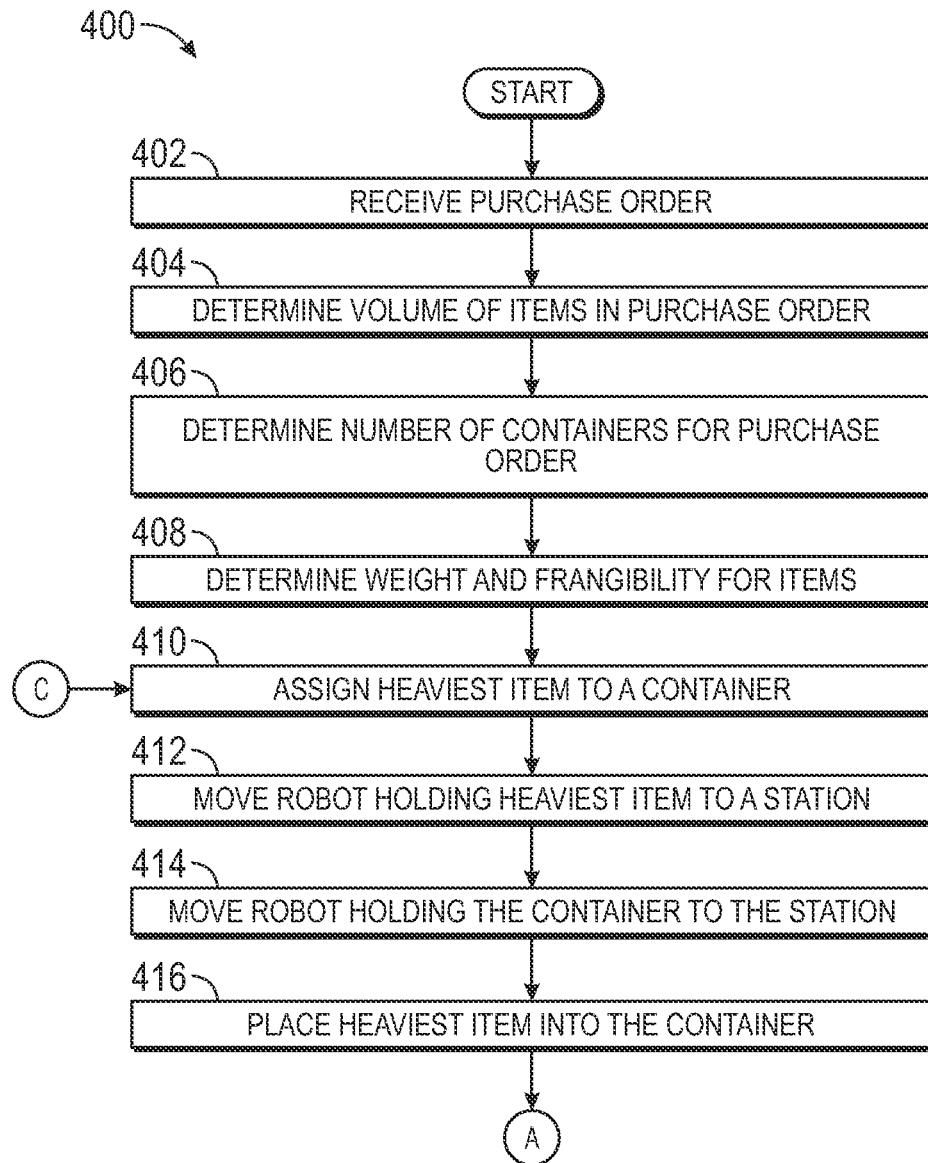 400
START
402
RECEIVE PURCHASE ORDER
404
DETERMINE VOLUME OF ITEMS IN PURCHASE ORDER
406
DETERMINE NUMBER OF CONTAINERS FOR PURCHASE
ORDER
408
DETERMINE WEIGHT AND FRANGIBILITY FOR ITEMS
410
C
ASSIGN HEAVIEST ITEM TO A CONTAINER
412
MOVE ROBOT HOLDING HEAVIEST ITEM TO A STATION
414
MOVE ROBOT HOLDING THE CONTAINER TO THE STATION
416
PLACE HEAVIEST ITEM INTO THE CONTAINER
A